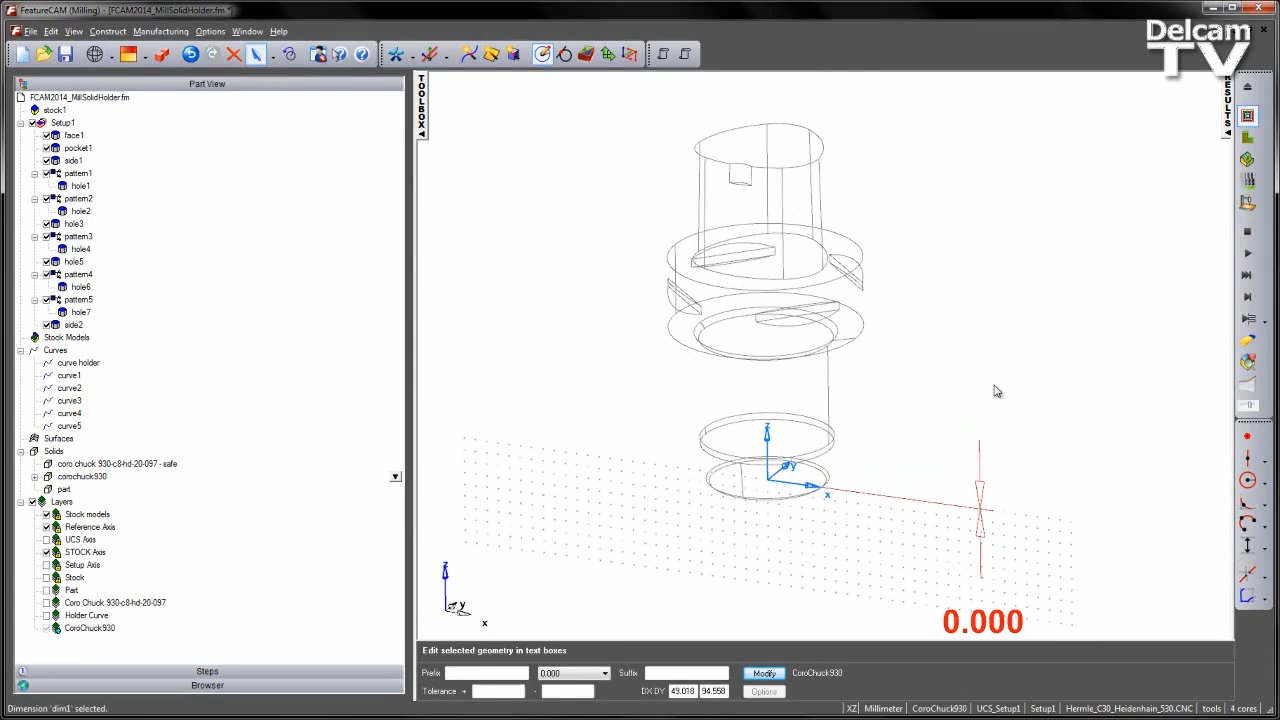 FeatureCAM (Milling) - [FCAM2014_MillSolidHolder.fm *]
File Edit View Construct Manufacturing Options Window Help
Delcam
TV
Part View
TOOLBOX
RESULTS
FCAM2014_MillSolidHolder.fm
stock1
Setup1
face1
pocket1
side1
pattern1
hole1
pattern2
hole2
hole3
pattern3
hole4
hole5
pattern4
hole6
pattern5
hole7
side2
Stock Models
Curves
curve holder
curve1
curve2
curve3
curve4
curve5
Surfaces
Solids
coro chuck 930-c8-hd-20-097 - safe
corochuck930
part
Layers
Stock models
Reference Axis
UCS Axis
STOCK Axis
Setup Axis
Stock
Part
Coro Chuck 930-c8-hd-20-097
Holder Curve
CoroChuck930
z
y
x
z
y
x
0.000
Steps
Browser
Edit selected geometry in text boxes
Prefix 0.000 Suffix Modify CoroChuck930
Tolerance + - DX DY 49.018 94.558 Options
Dimension 'dim1' selected.
XZ Millimeter CoroChuck930 UCS_Setup1 Setup1 Hermle_C30_Heidenhain_530.CNC tools 4 cores